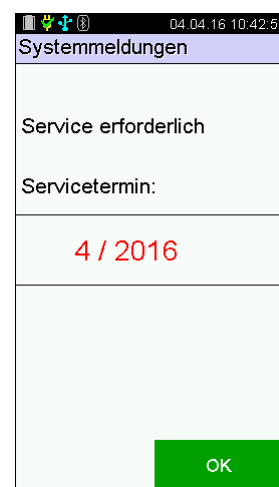 04.04.16 10:42:5
Systemmeldungen
Service erforderlich
Servicetermin:
4 / 2016
OK